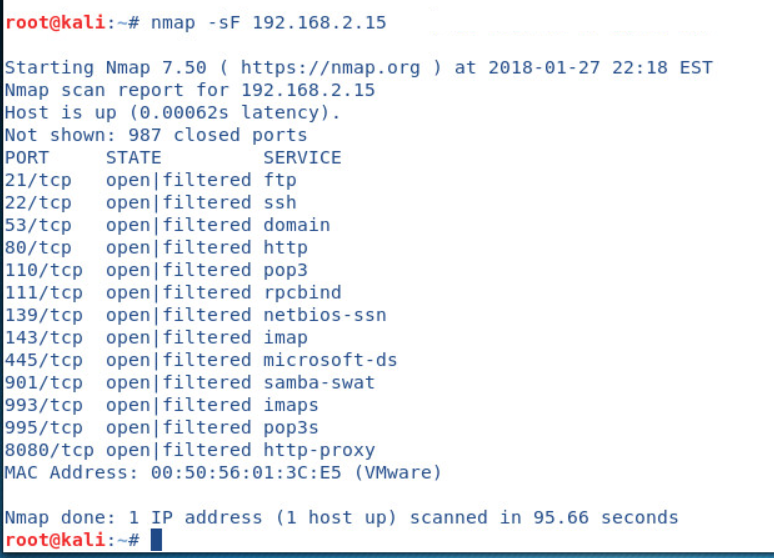 root@kali:~# nmap -sF 192.168.2.15
Starting Nmap 7.50 ( https://nmap.org ) at 2018-01-27 22:18 EST
Nmap scan report for 192.168.2.15
Host is up (0.00062s latency).
Not shown: 987 closed ports
PORT     STATE         SERVICE
21/tcp   open|filtered ftp
22/tcp   open|filtered ssh
53/tcp   open|filtered domain
80/tcp   open|filtered http
110/tcp  open|filtered pop3
111/tcp  open|filtered rpcbind
139/tcp  open|filtered netbios-ssn
143/tcp  open|filtered imap
445/tcp  open|filtered microsoft-ds
901/tcp  open|filtered samba-swat
993/tcp  open|filtered imaps
995/tcp  open|filtered pop3s
8080/tcp open|filtered http-proxy
MAC Address: 00:50:56:01:3C:E5 (VMware)
Nmap done: 1 IP address (1 host up) scanned in 95.66 seconds
root@kali:~#